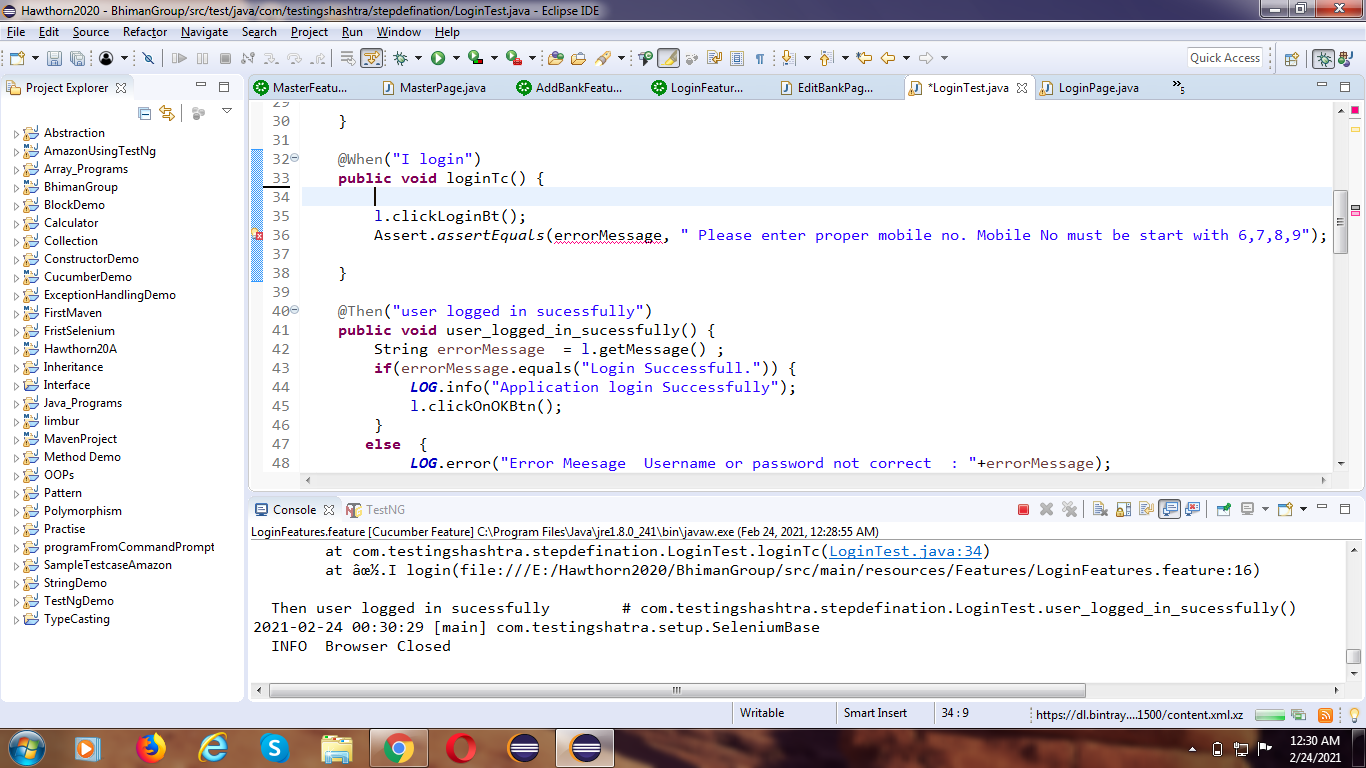 Hawthorn2020 - BhimanGroup/src/test/java/com/testingshashtra/stepdefination/LoginTest.java - Eclipse IDE
File Edit Source Refactor Navigate Search Project Run Window Help
Quick Access
Project Explorer
MasterFeatu... MasterPage.java AddBankFeatu... LoginFeatur... EditBankPag... *LoginTest.java LoginPage.java »5
Abstraction
AmazonUsingTestNg
Array_Programs
BhimanGroup
BlockDemo
Calculator
Collection
ConstructorDemo
CucumberDemo
ExceptionHandlingDemo
FirstMaven
FristSelenium
Hawthorn20A
Inheritance
Interface
Java_Programs
limbur
MavenProject
Method Demo
OOPs
Pattern
Polymorphism
Practise
programFromCommandPrompt
SampleTestcaseAmazon
StringDemo
TestNgDemo
TypeCasting
29
30 }
31
32 @When("I login")
33 public void loginTc() {
34
35 l.clickLoginBt();
36 Assert.assertEquals(errorMessage, " Please enter proper mobile no. Mobile No must be start with 6,7,8,9");
37
38 }
39
40 @Then("user logged in sucessfully")
41 public void user_logged_in_sucessfully() {
42 String errorMessage  = l.getMessage() ;
43 if(errorMessage.equals("Login Successfull.")) {
44 LOG.info("Application login Successfully");
45 l.clickOnOKBtn();
46 }
47 else  {
48 LOG.error("Error Meesage  Username or password not correct  : "+errorMessage);
Console TestNG
LoginFeatures.feature [Cucumber Feature] C:\Program Files\Java\jre1.8.0_241\bin\javaw.exe (Feb 24, 2021, 12:28:55 AM)
at com.testingshashtra.stepdefination.LoginTest.loginTc(LoginTest.java:34)
at âœ½.I login(file:///E:/Hawthorn2020/BhimanGroup/src/main/resources/Features/LoginFeatures.feature:16)
Then user logged in sucessfully # com.testingshashtra.stepdefination.LoginTest.user_logged_in_sucessfully()
2021-02-24 00:30:29 [main] com.testingshatra.setup.SeleniumBase
INFO  Browser Closed
Writable Smart Insert 34 : 9 https://dl.bintray....1500/content.xml.xz
12:30 AM
2/24/2021